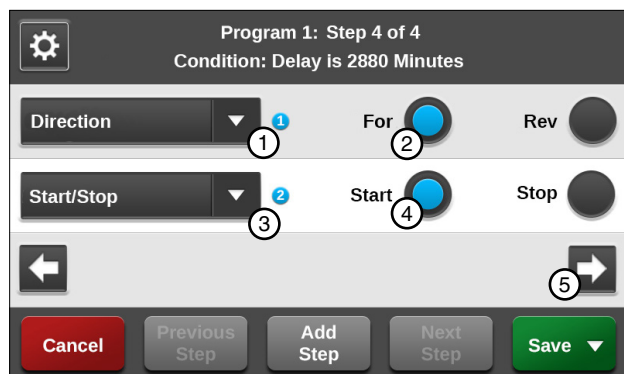 Program 1: Step 4 of 4
Condition: Delay is 2880 Minutes
Direction 1 1 For 2 Rev
Start/Stop 3 2 Start 4 Stop
5
Cancel Previous Step Add Step Next Step Save